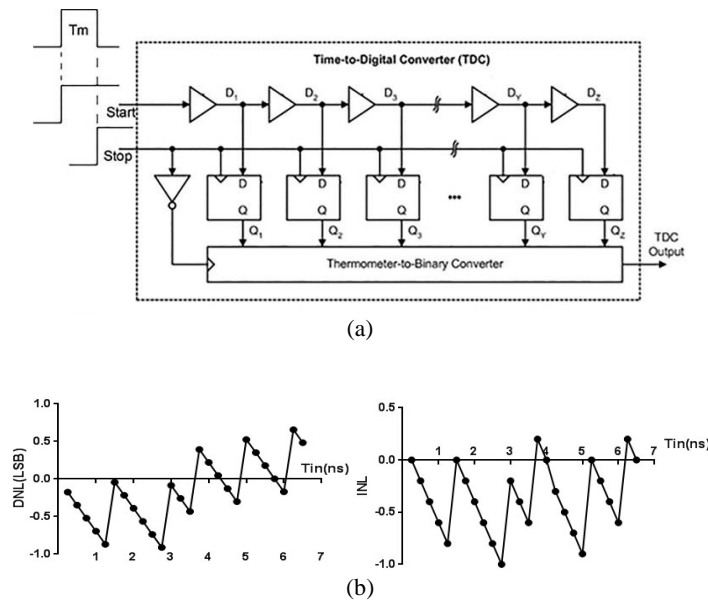 Tm
Time-to-Digital Converter (TDC)
D1 D2 D3 DY DZ
Start
Stop
D D D D D
Q Q Q ... Q Q
Q1 Q2 Q3 QY QZ
TDC
Output
Thermometer-to-Binary Converter
(a)
1.0
0.5
0.0
-0.5
-1.0
DNL(LSB)
Tin(ns)
1 2 3 4 5 6 7
0.5
0.0
-0.5
-1.0
INL
1 2 3 4 5 6 7
Tin(ns)
(b)